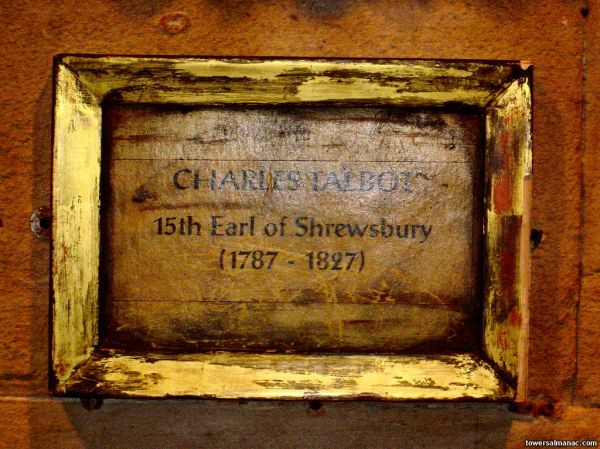 CHARLES TALBOT
15th Earl of Shrewsbury
(1787 - 1827)
towersalmanac.com